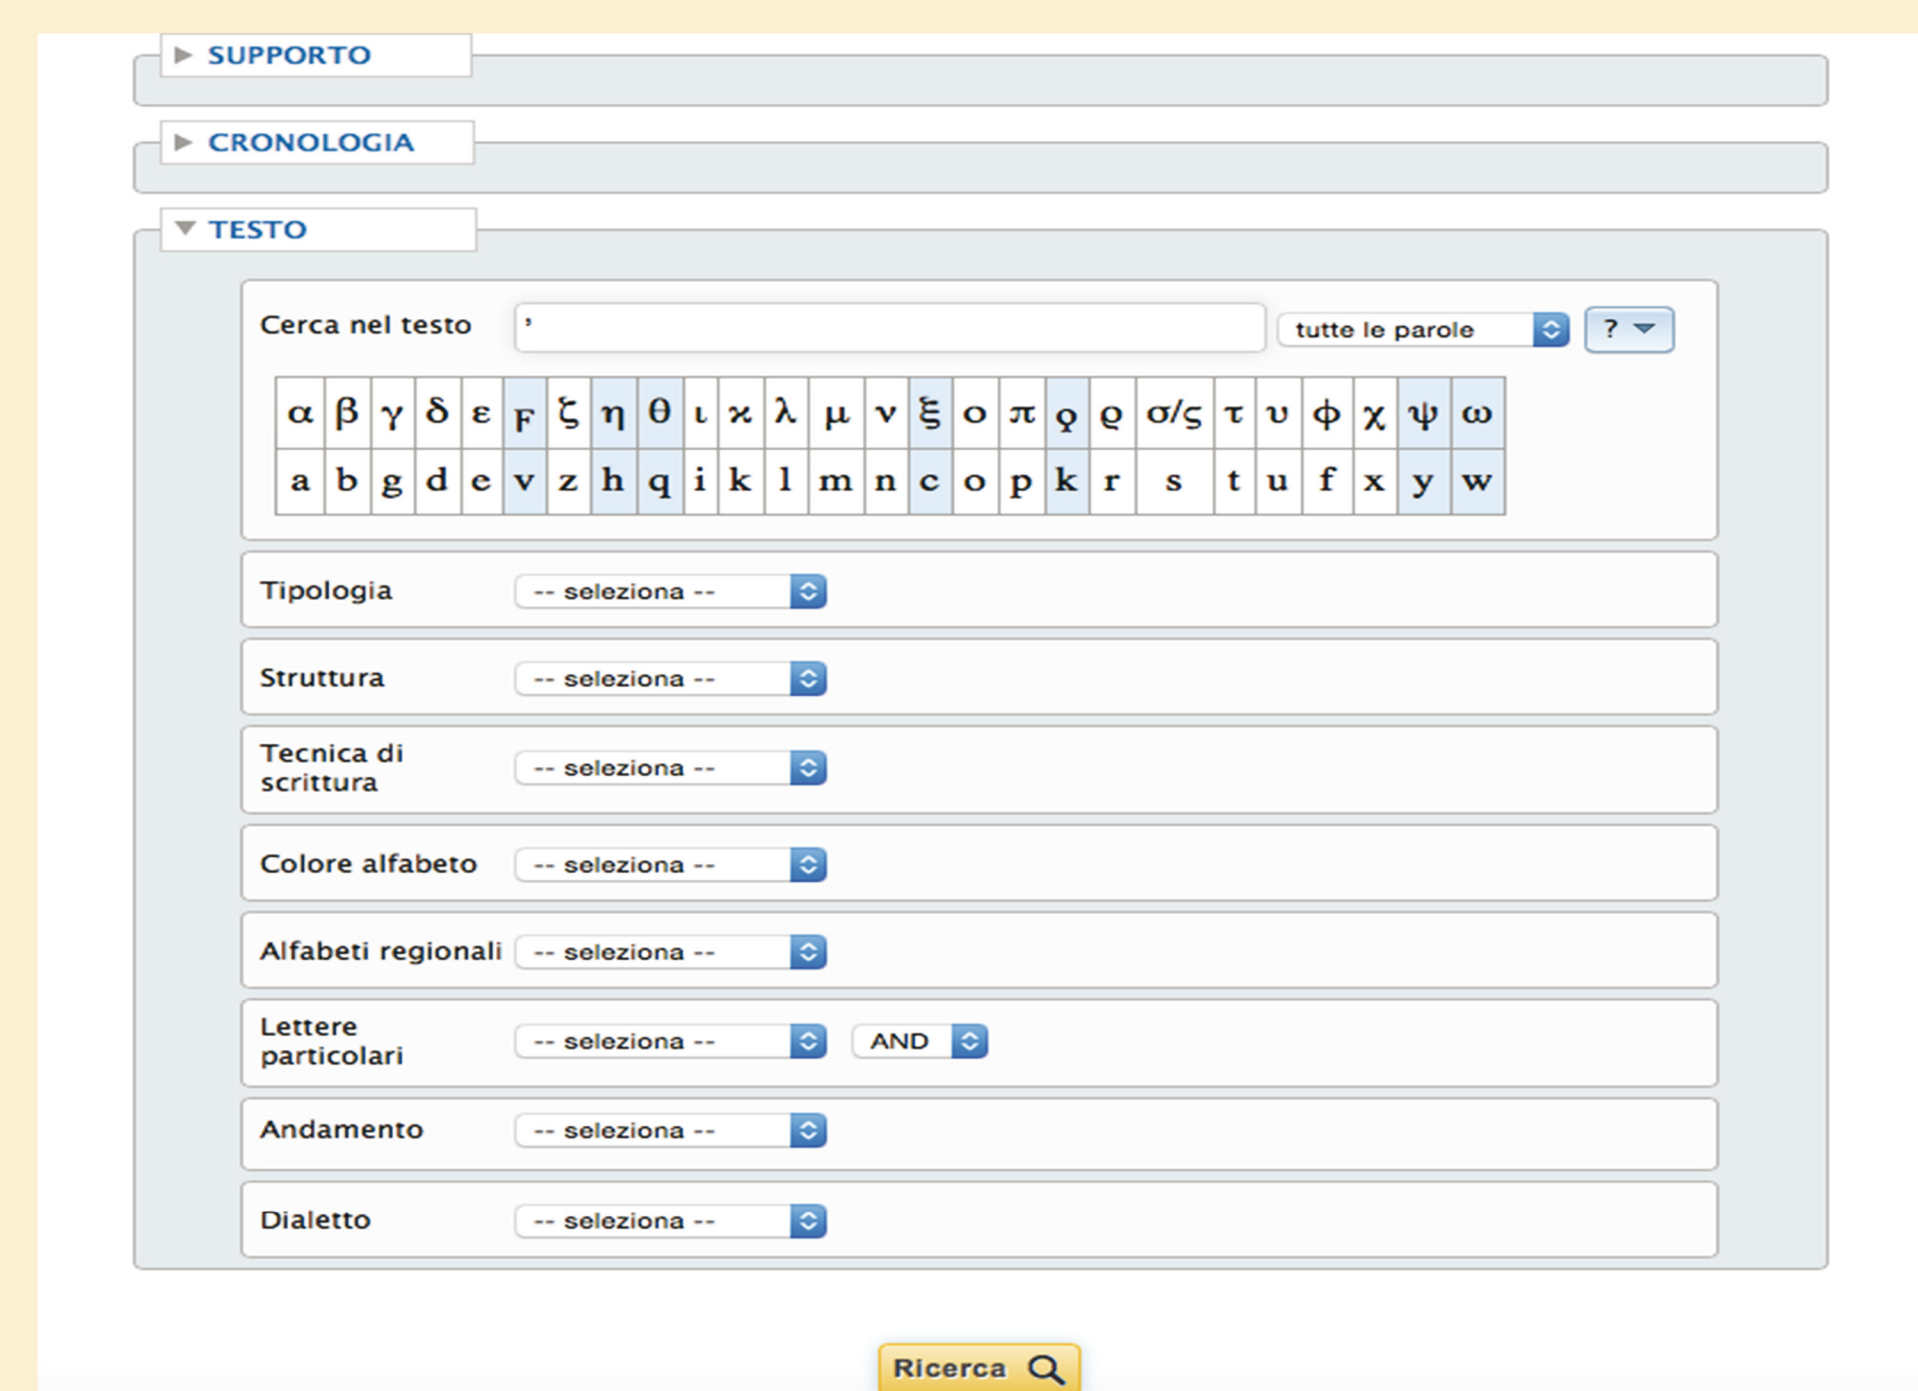 SUPPORTO
CRONOLOGIA
TESTO
Cerca nel testo ’ tutte le parole ?
α β γ δ ε Ϝ ζ η θ ι ϰ λ μ ν ξ ο π ϙ ϱ σ/ς τ υ φ χ ψ ω
a b g d e v z h q i k l m n c o p k r s t u f x y w
Tipologia -- seleziona --
Struttura -- seleziona --
Tecnica di
scrittura -- seleziona --
Colore alfabeto -- seleziona --
Alfabeti regionali -- seleziona --
Lettere
particolari -- seleziona -- AND
Andamento -- seleziona --
Dialetto -- seleziona --
Ricerca